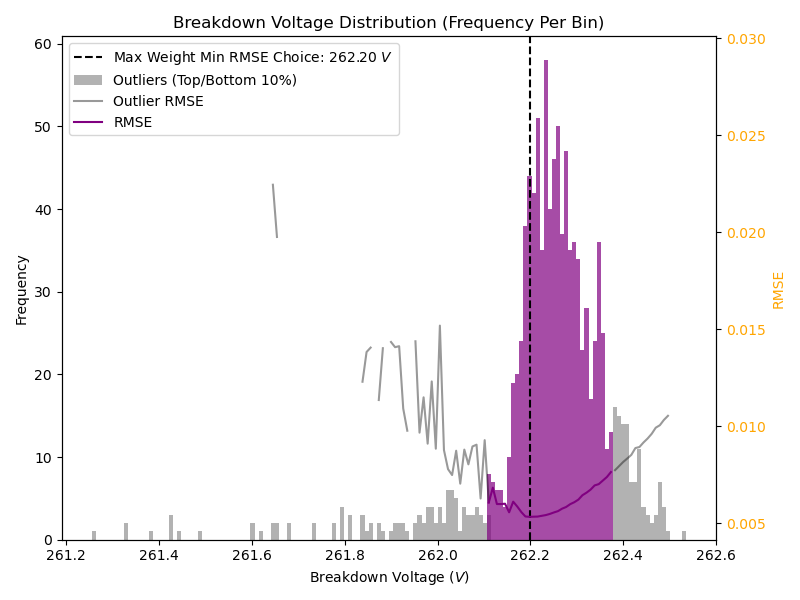 Breakdown Voltage Distribution (Frequency Per Bin)
Max Weight Min RMSE Choice: 262.20 V
Outliers (Top/Bottom 10%)
Outlier RMSE
RMSE
60
50
40
30
20
10
0
Frequency
0.030
0.025
0.020
0.015
0.010
0.005
RMSE
261.2 261.4 261.6 261.8 262.0 262.2 262.4 262.6
Breakdown Voltage (V)